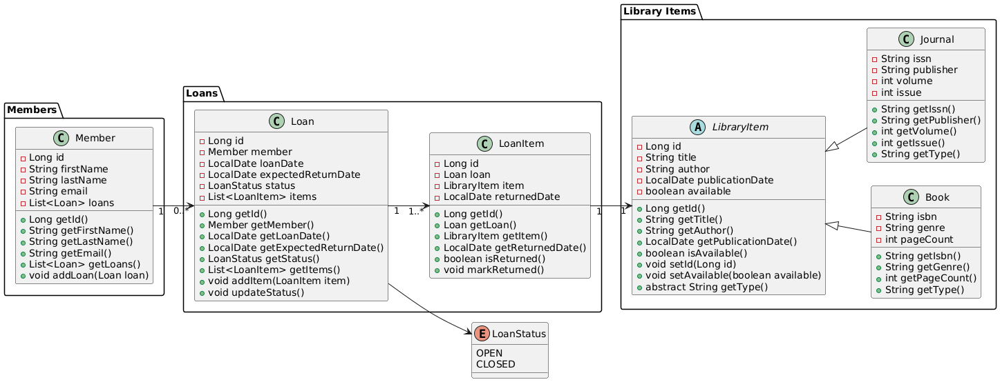 Members
C Member
Long id
String firstName
String lastName
String email
List<Loan> loans
Long getId()
String getFirstName()
String getLastName()
String getEmail()
List<Loan> getLoans()
void addLoan(Loan loan)
1
0..*
Loans
C Loan
Long id
Member member
LocalDate loanDate
LocalDate expectedReturnDate
LoanStatus status
List<LoanItem> items
Long getId()
Member getMember()
LocalDate getLoanDate()
LocalDate getExpectedReturnDate()
LoanStatus getStatus()
List<LoanItem> getItems()
void addItem(LoanItem item)
void updateStatus()
1
1..*
C LoanItem
Long id
Loan loan
LibraryItem item
LocalDate returnedDate
Long getId()
Loan getLoan()
LibraryItem getItem()
LocalDate getReturnedDate()
boolean isReturned()
void markReturned()
1
1
E LoanStatus
OPEN
CLOSED
Library Items
A LibraryItem
Long id
String title
String author
LocalDate publicationDate
boolean available
Long getId()
String getTitle()
String getAuthor()
LocalDate getPublicationDate()
boolean isAvailable()
void setId(Long id)
void setAvailable(boolean available)
abstract String getType()
C Journal
String issn
String publisher
int volume
int issue
String getIssn()
String getPublisher()
int getVolume()
int getIssue()
String getType()
C Book
String isbn
String genre
int pageCount
String getIsbn()
String getGenre()
int getPageCount()
String getType()